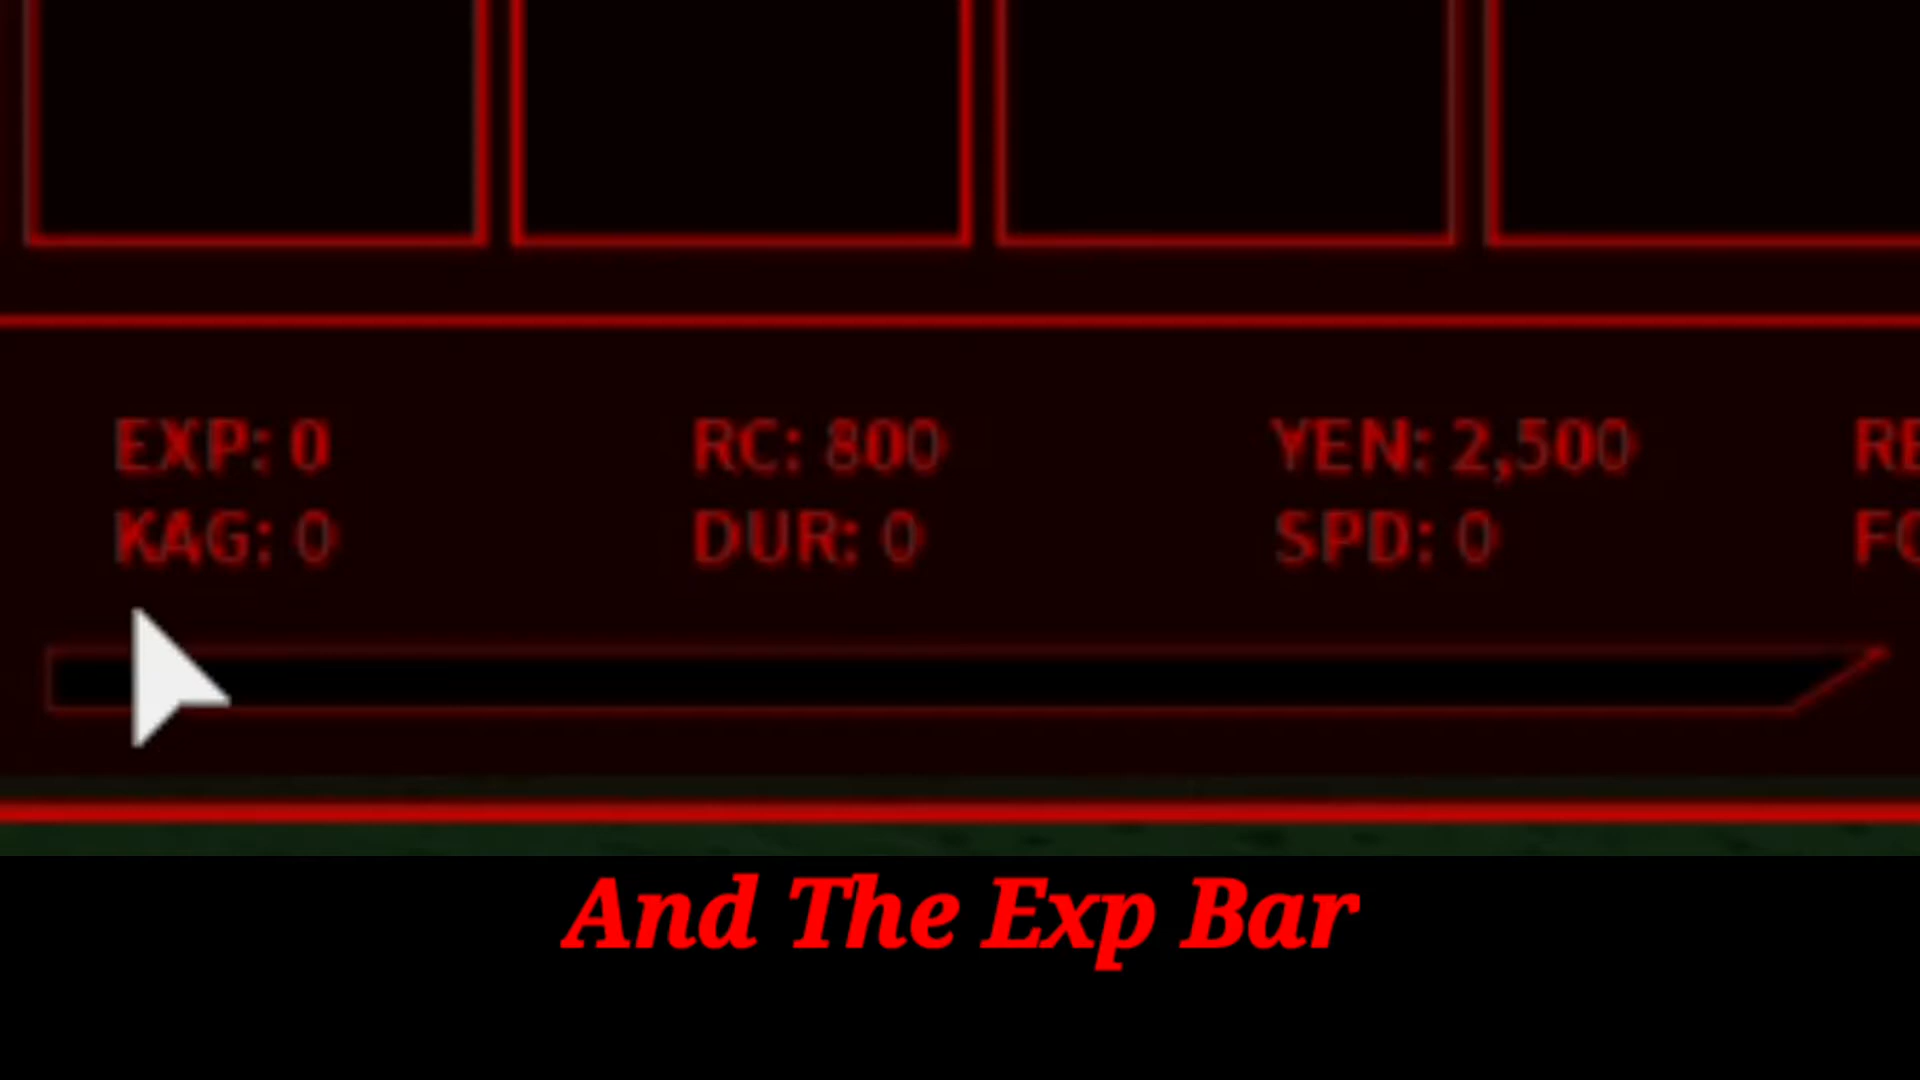 EXP: 0 RC: 800 YEN: 2,500
KAG: 0 DUR: 0 SPD: 0
And The Exp Bar